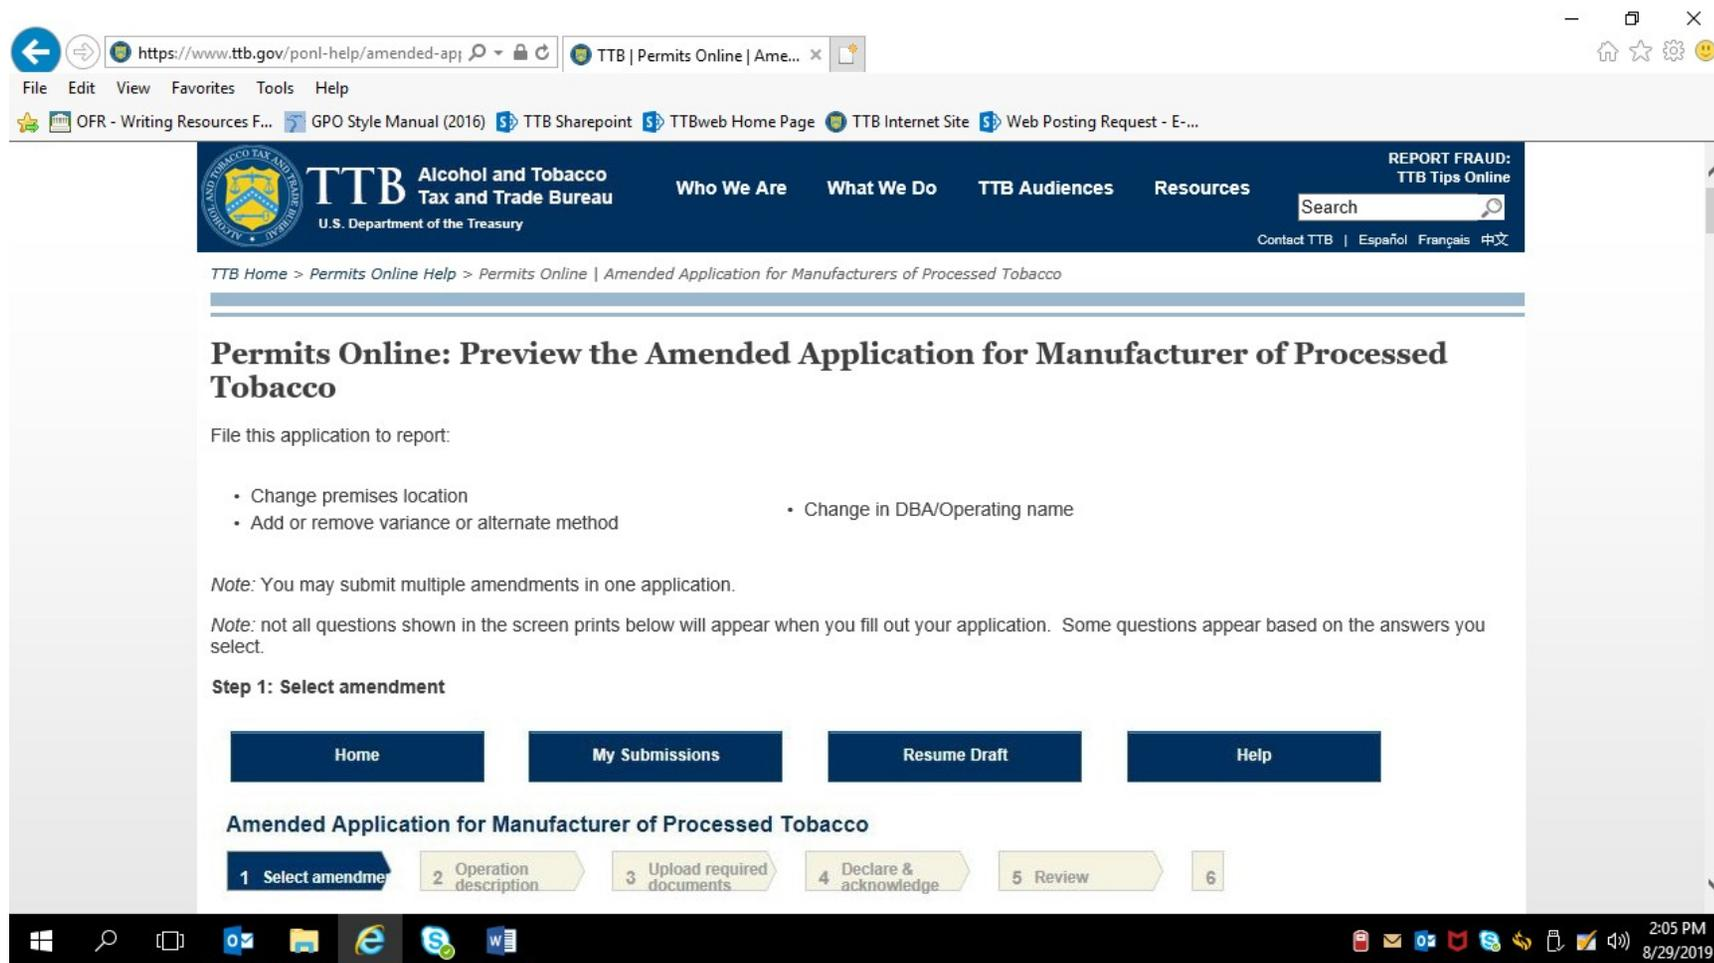 https://www.ttb.gov/ponl-help/amended-ap
TTB | Permits Online | Ame...
File Edit View Favorites Tools Help
OFR - Writing Resources F... GPO Style Manual (2016) TTB Sharepoint TTBweb Home Page TTB Internet Site Web Posting Request - E-...
REPORT FRAUD:
TTB Tips Online
TTB Alcohol and Tobacco
Tax and Trade Bureau
U.S. Department of the Treasury
Who We Are What We Do TTB Audiences Resources
Search
Contact TTB | Español Français 中文
TTB Home > Permits Online Help > Permits Online | Amended Application for Manufacturers of Processed Tobacco
Permits Online: Preview the Amended Application for Manufacturer of Processed
Tobacco
File this application to report:
• Change premises location
• Add or remove variance or alternate method
• Change in DBA/Operating name
Note: You may submit multiple amendments in one application.
Note: not all questions shown in the screen prints below will appear when you fill out your application. Some questions appear based on the answers you
select.
Step 1: Select amendment
Home My Submissions Resume Draft Help
Amended Application for Manufacturer of Processed Tobacco
1 Select amendme
2 Operation
description
3 Upload required
documents
4 Declare &
acknowledge
5 Review
6
2:05 PM
8/29/2019